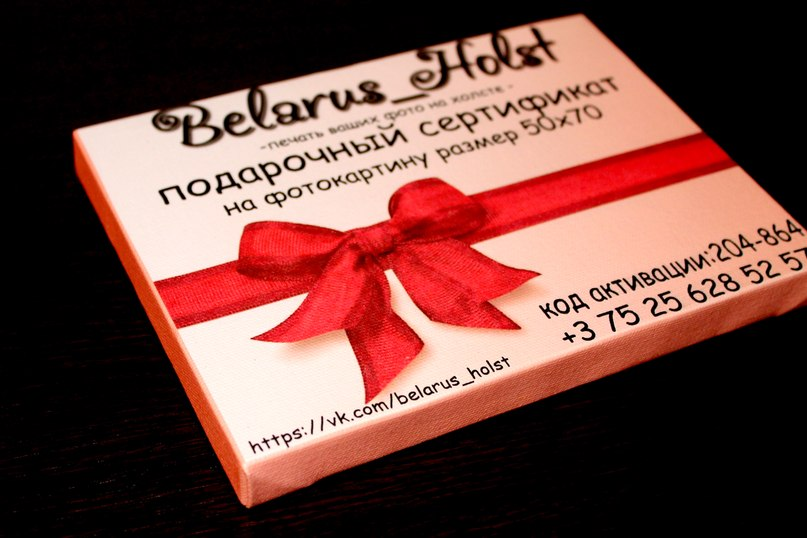 Belarus_Holst
-печать ваших фото на холсте -
подарочный сертификат
на фотокартину размер 50x70
код активации:204-864
+3 75 25 628 52 57
https://vk.com/belarus_holst